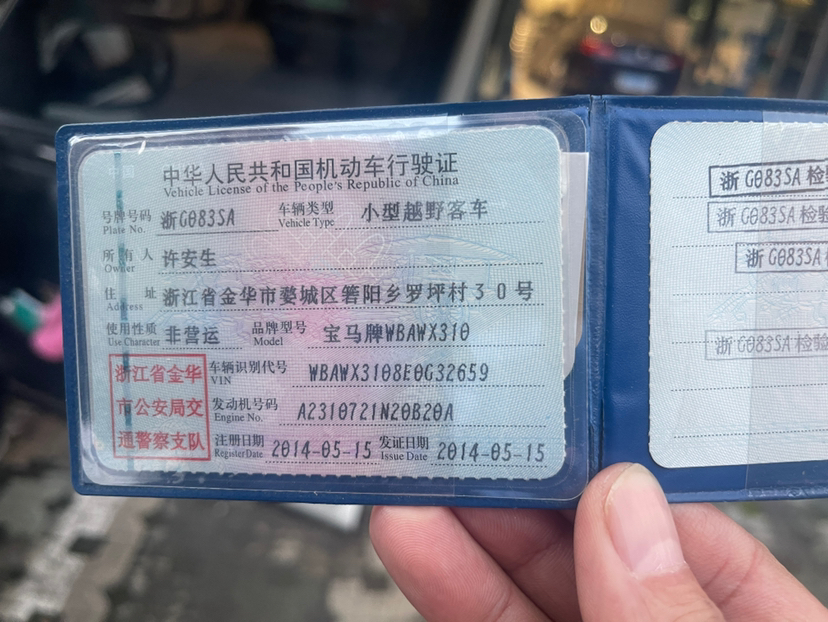 中华人民共和国机动车行驶证
Vehicle License of the People's Republic of China
号牌号码 Plate No. 浙G083SA 车辆类型 Vehicle Type 小型越野客车
所有人 Owner 许安生
住址 Address 浙江省金华市婺城区箬阳乡罗坪村30号
使用性质 Use Character 非营运 品牌型号 Model 宝马牌WBAWX310
浙江省金华
市公安局交
通警察支队
车辆识别代号 VIN WBAWX3108E0G32659
发动机号码 Engine No. A2310721N20B20A
注册日期 Register Date 2014-05-15 发证日期 Issue Date 2014-05-15
浙G083SA 检验
浙G083SA 检验
浙G083SA
浙G083SA 检验